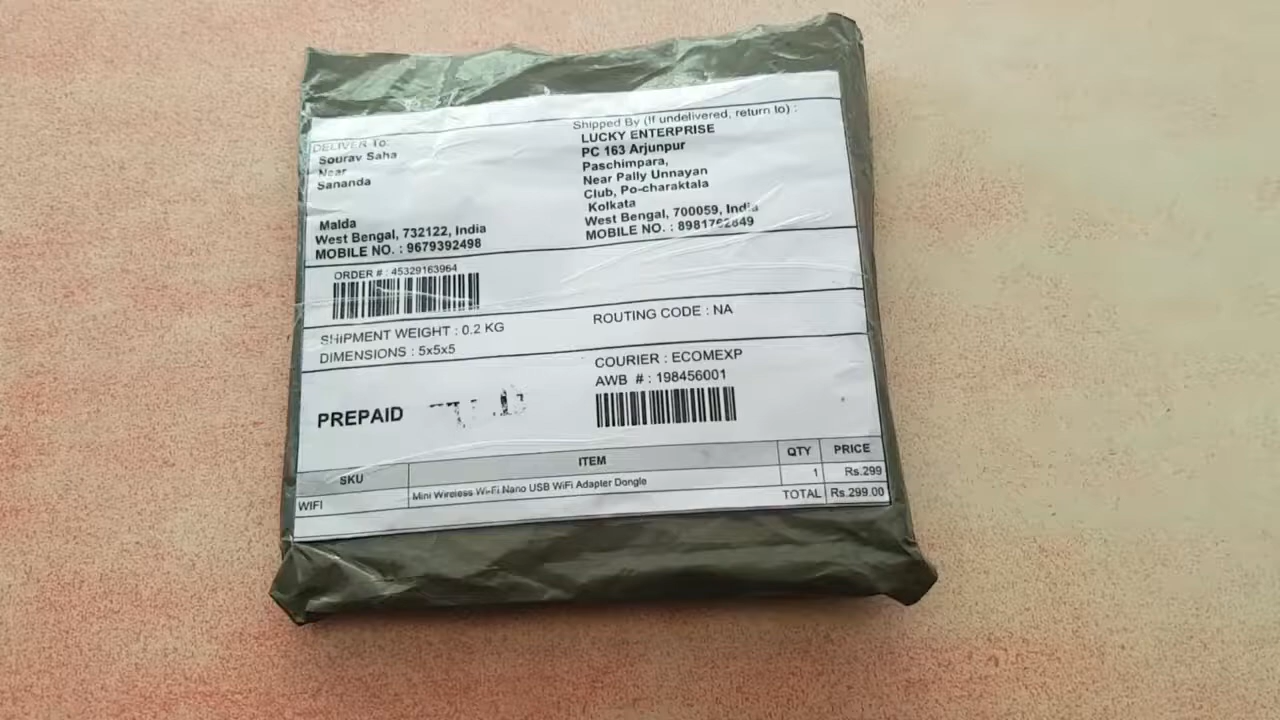 DELIVER To:
Sourav Saha
Near
Sananda
Malda
West Bengal, 732122, India
MOBILE NO. : 9679392498
Shipped By (If undelivered, return to) :
LUCKY ENTERPRISE
PC 163 Arjunpur
Paschimpara,
Near Pally Unnayan
Club, Po-charaktala
Kolkata
West Bengal, 700059, India
MOBILE NO. : 8981762849
ORDER # : 45329163964
SHIPMENT WEIGHT : 0.2 KG
DIMENSIONS : 5x5x5
ROUTING CODE : NA
PREPAID
COURIER : ECOMEXP
AWB # : 198456001
SKU ITEM QTY PRICE
WIFI Mini Wireless Wi-Fi Nano USB WiFi Adapter Dongle 1 Rs.299
TOTAL Rs.299.00